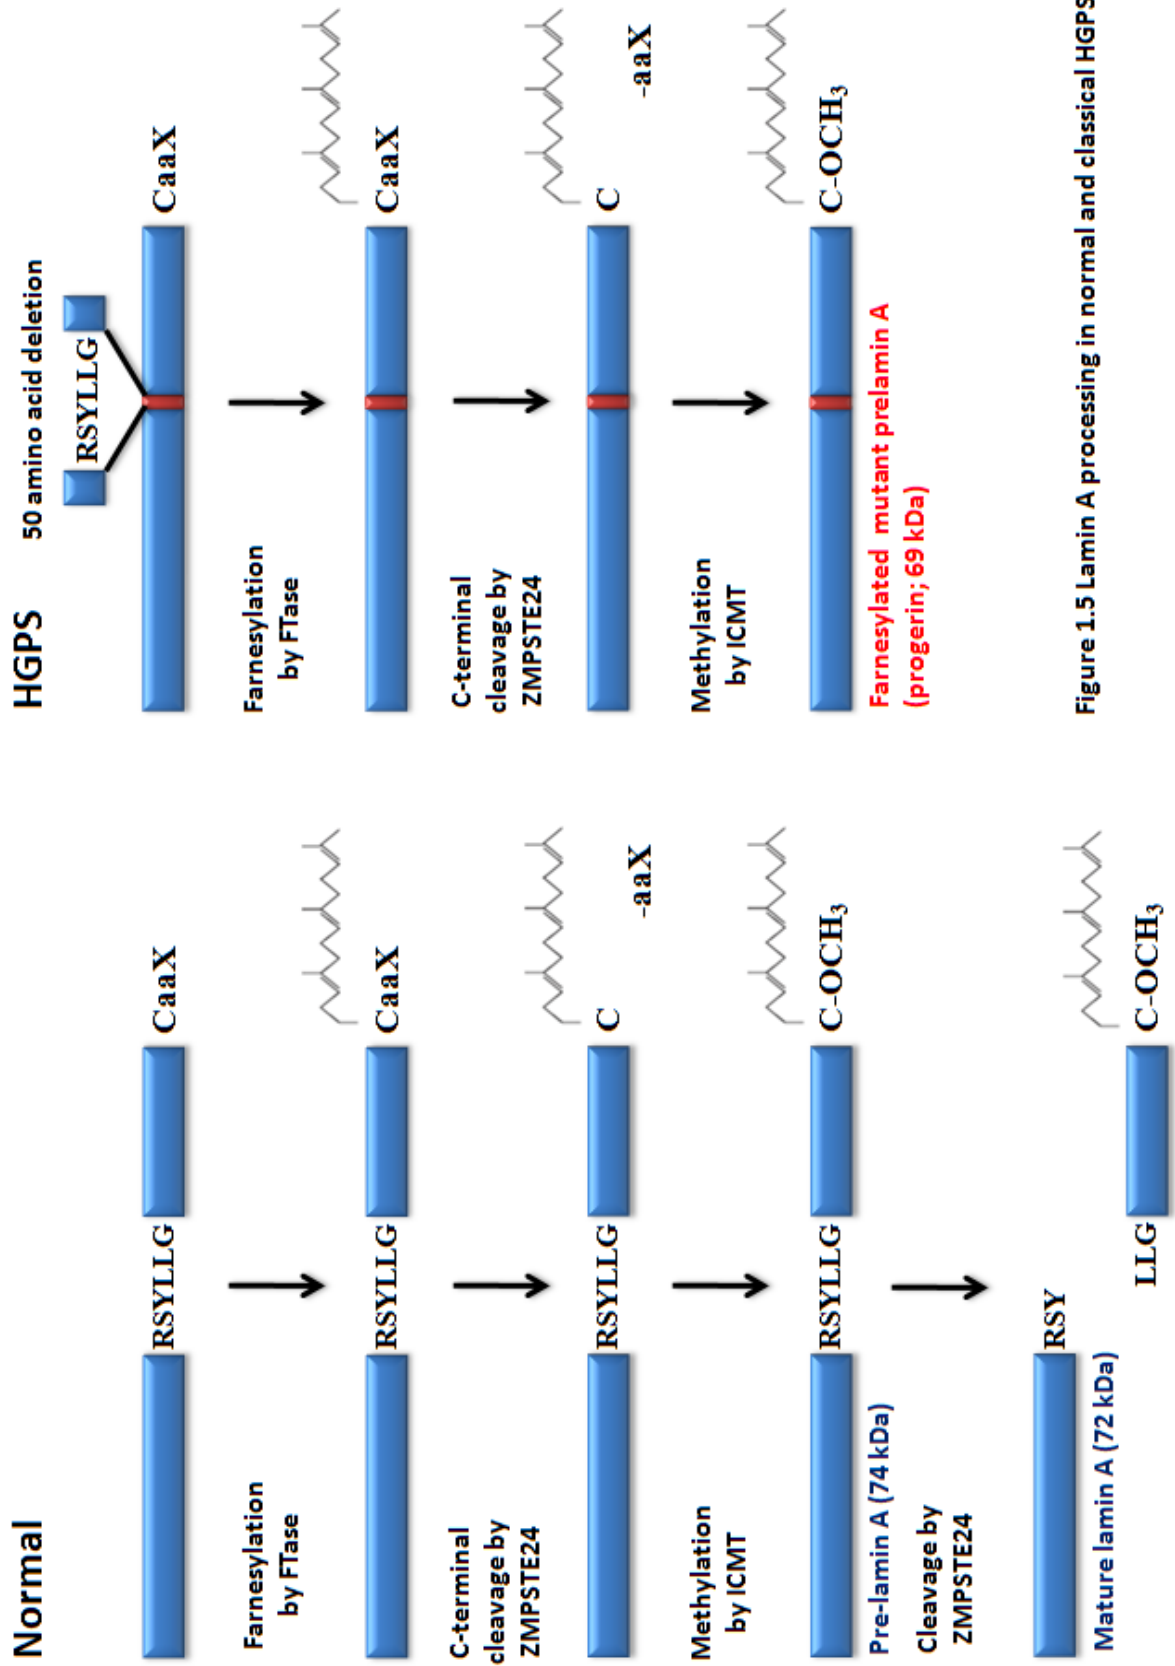 Normal
RSYLLG CaaX
Farnesylation
by FTase
RSYLLG CaaX
C-terminal
cleavage by
ZMPSTE24
RSYLLG C
-aaX
Methylation
by ICMT
RSYLLG C-OCH₃
Pre-lamin A (74 kDa)
Cleavage by
ZMPSTE24
RSY
Mature lamin A (72 kDa)
LLG C-OCH₃
HGPS
50 amino acid deletion
RSYLLG
CaaX
Farnesylation
by FTase
CaaX
C-terminal
cleavage by
ZMPSTE24
C
-aaX
Methylation
by ICMT
C-OCH₃
Farnesylated mutant prelamin A
(progerin; 69 kDa)
Figure 1.5 Lamin A processing in normal and classical HGPS